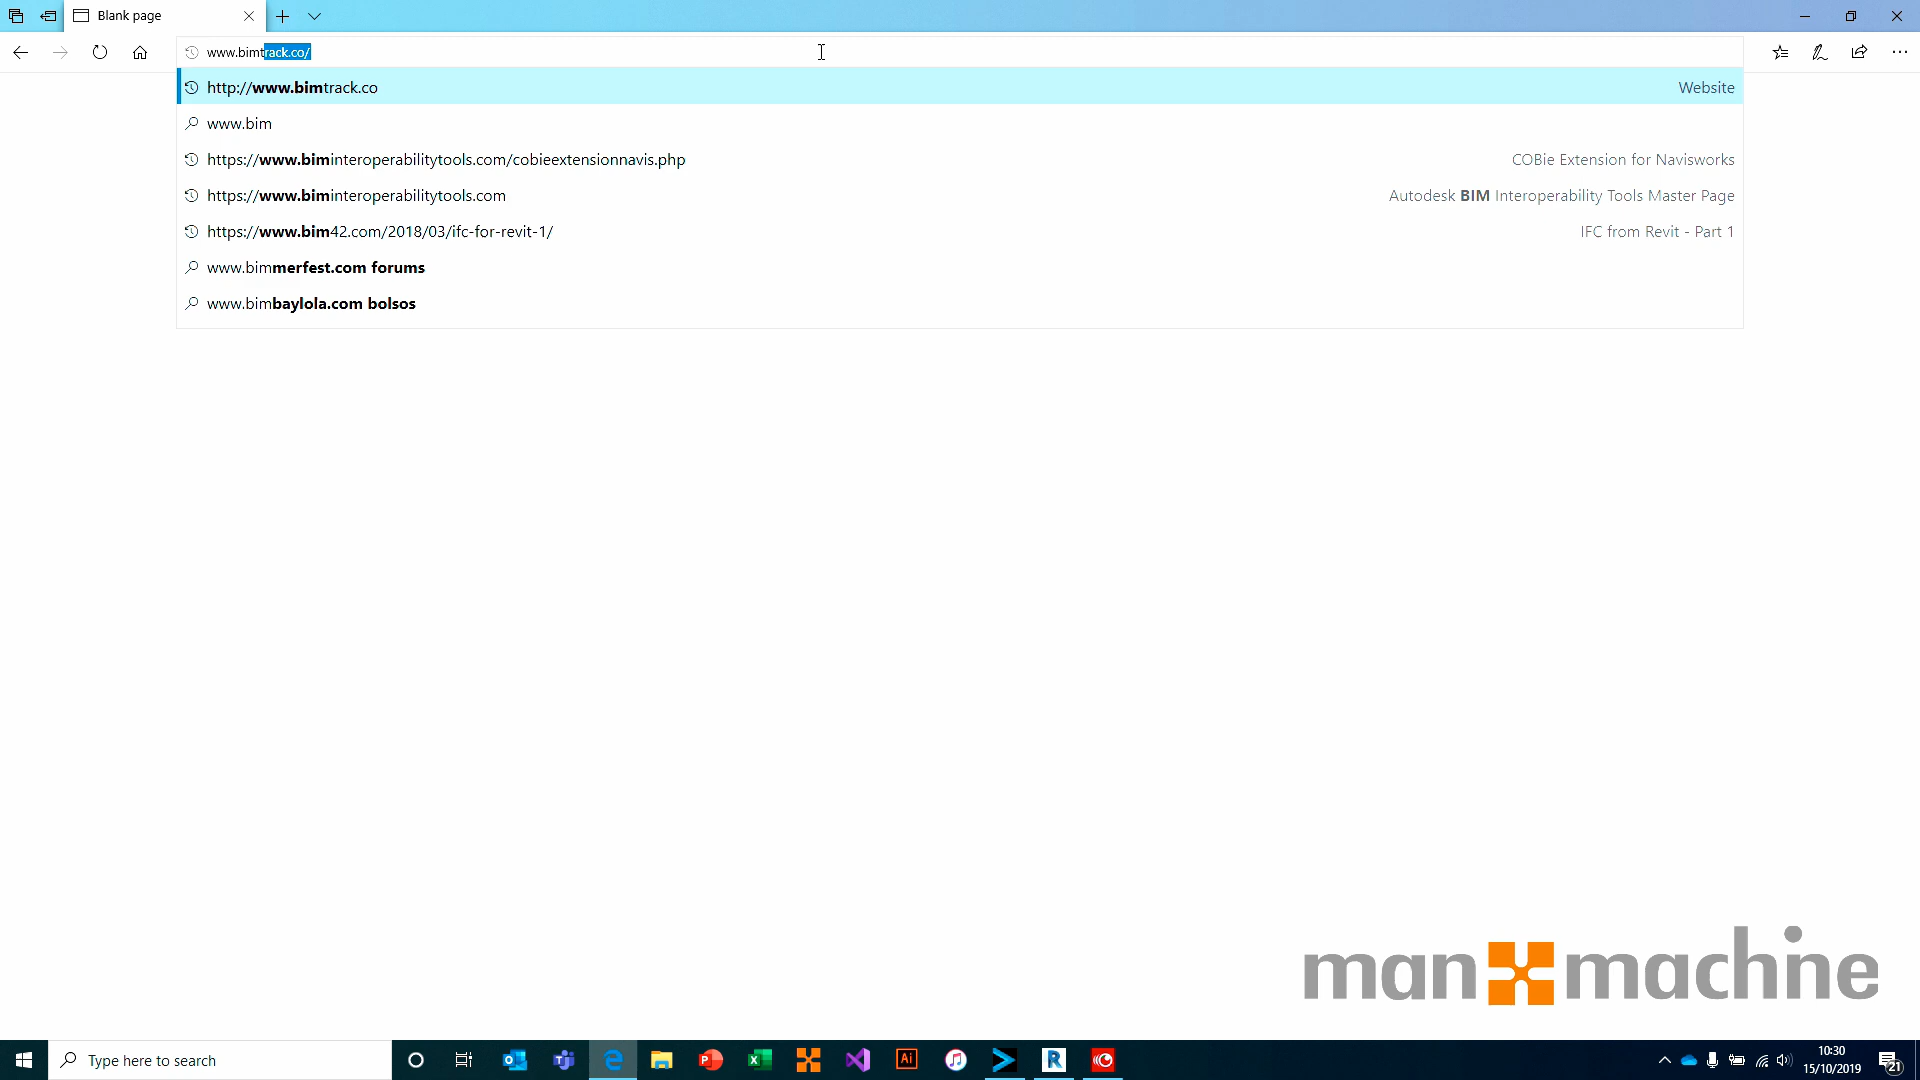 Blank page
www.bimtrack.co/
http://www.bimtrack.co Website
www.bim
https://www.biminteroperabilitytools.com/cobieextensionnavis.php COBie Extension for Navisworks
https://www.biminteroperabilitytools.com Autodesk BIM Interoperability Tools Master Page
https://www.bim42.com/2018/03/ifc-for-revit-1/ IFC from Revit - Part 1
www.bimmerfest.com forums
www.bimbaylola.com bolsos
man machine
Type here to search
Ai
R
10:30
15/10/2019
21